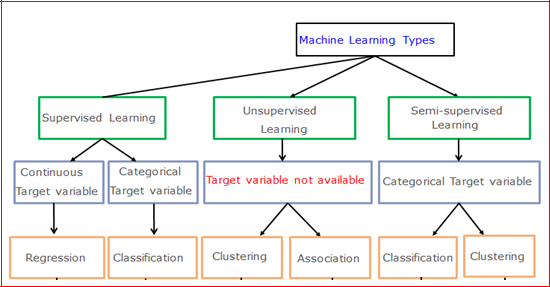 Machine Learning Types
Supervised Learning
Unsupervised
Learning
Semi-supervised
Learning
Continuous
Target variable
Categorical
Target variable
Target variable not available
Categorical Target variable
Regression
Classification
Clustering
Association
Classification
Clustering